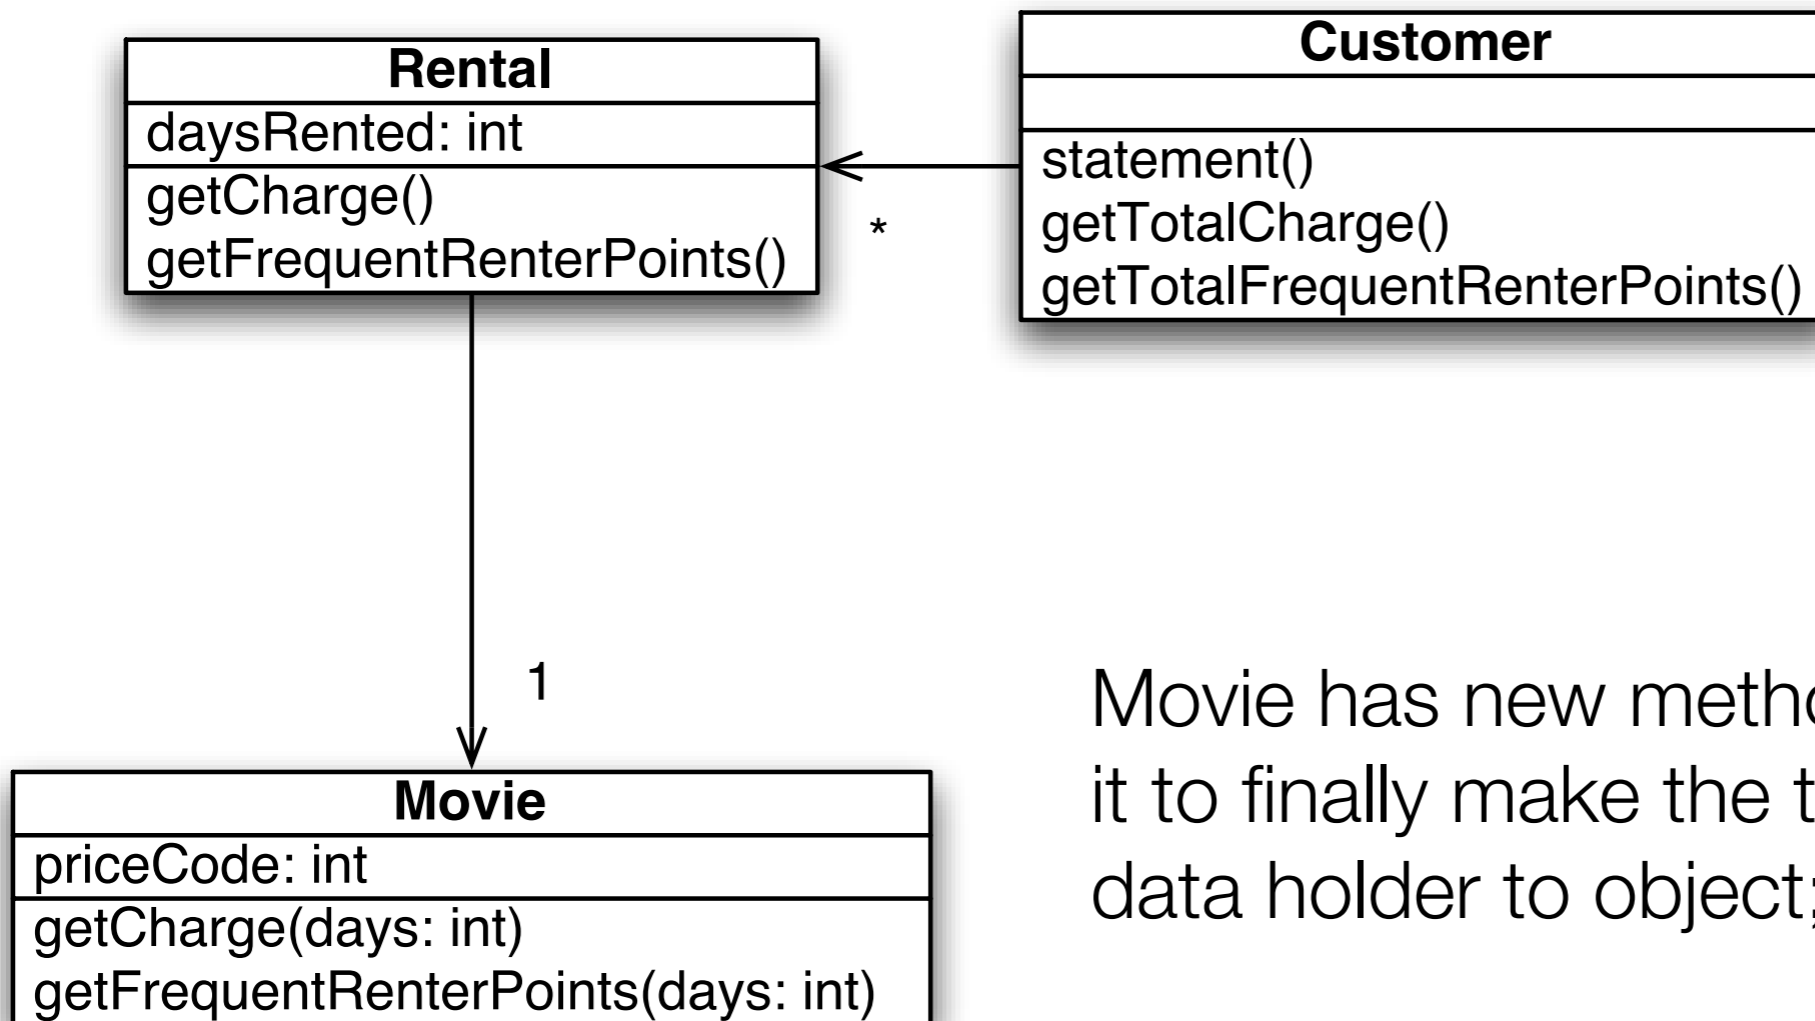 Rental
daysRented: int
getCharge()
getFrequentRenterPoints()
*
Customer
statement()
getTotalCharge()
getTotalFrequentRenterPoints()
1
Movie
priceCode: int
getCharge(days: int)
getFrequentRenterPoints(days: int)
Movie has new
it to finally make the
data holder to object;